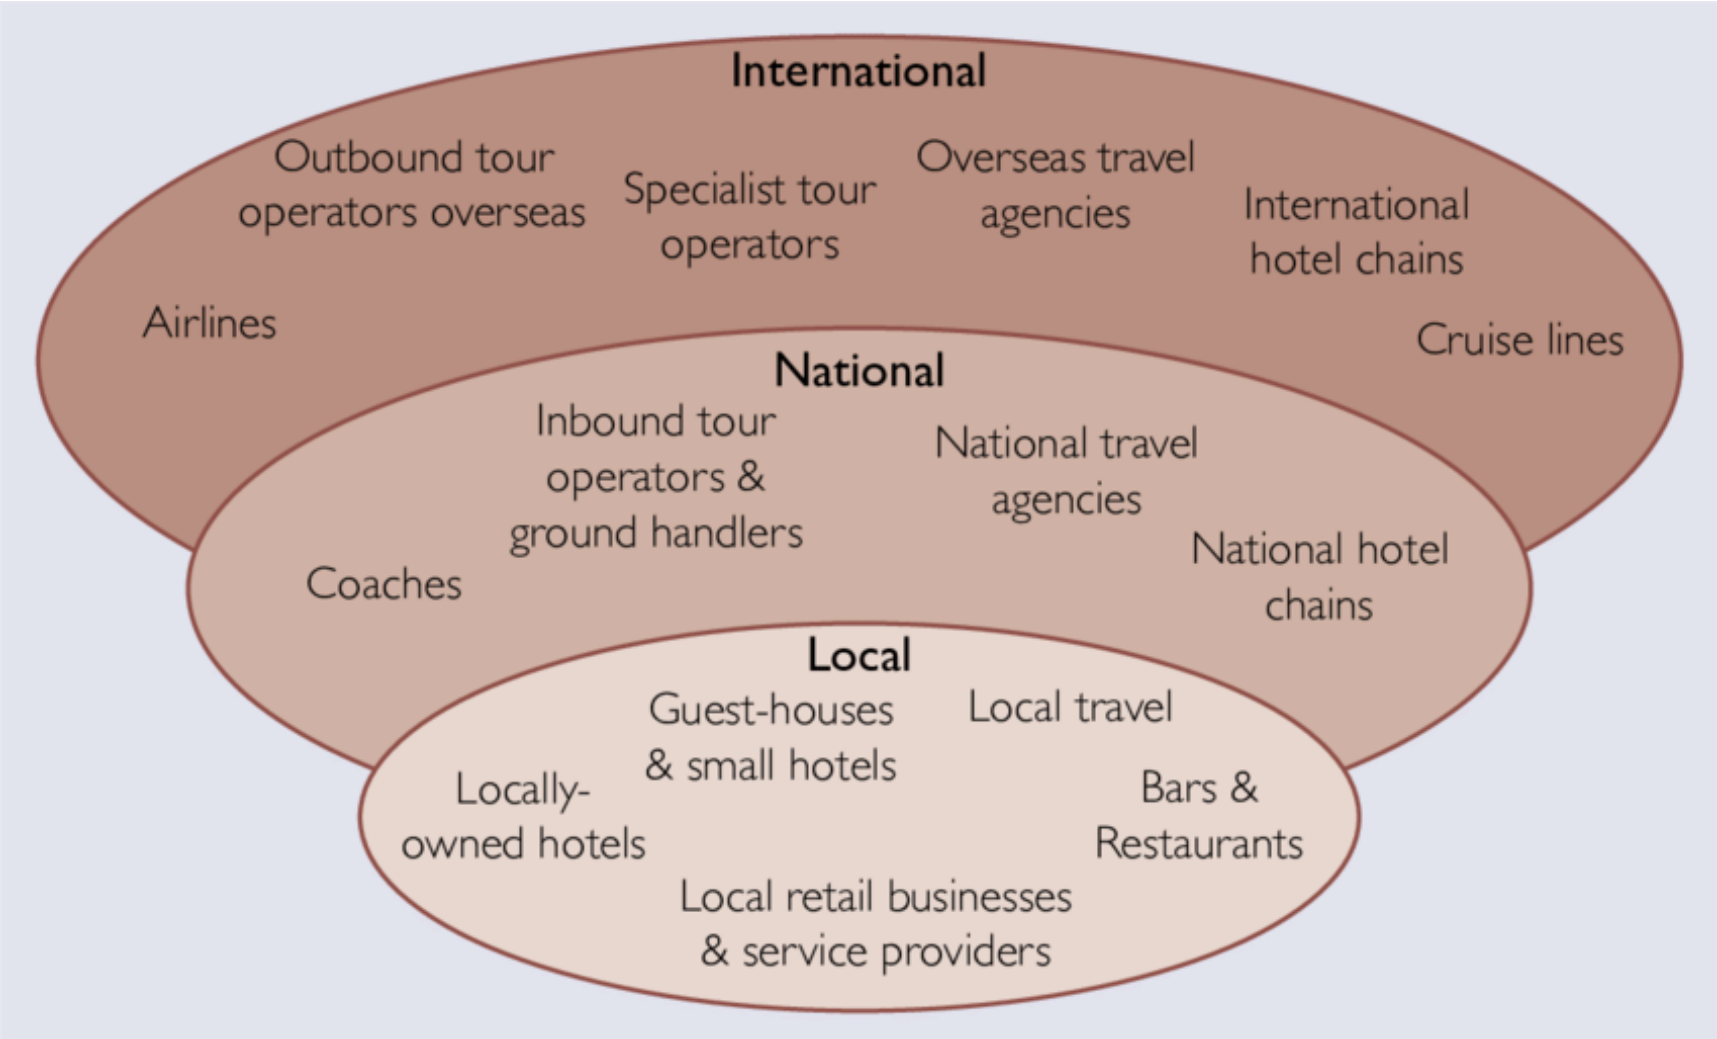 International
Outbound tour
operators overseas
Specialist tour
operators
Overseas travel
agencies
International
hotel chains
Airlines
Cruise lines
National
Inbound tour
operators &
ground handlers
National travel
agencies
Coaches
National hotel
chains
Local
Guest-houses
& small hotels
Local travel
Locally-
owned hotels
Bars &
Restaurants
Local retail businesses
& service providers